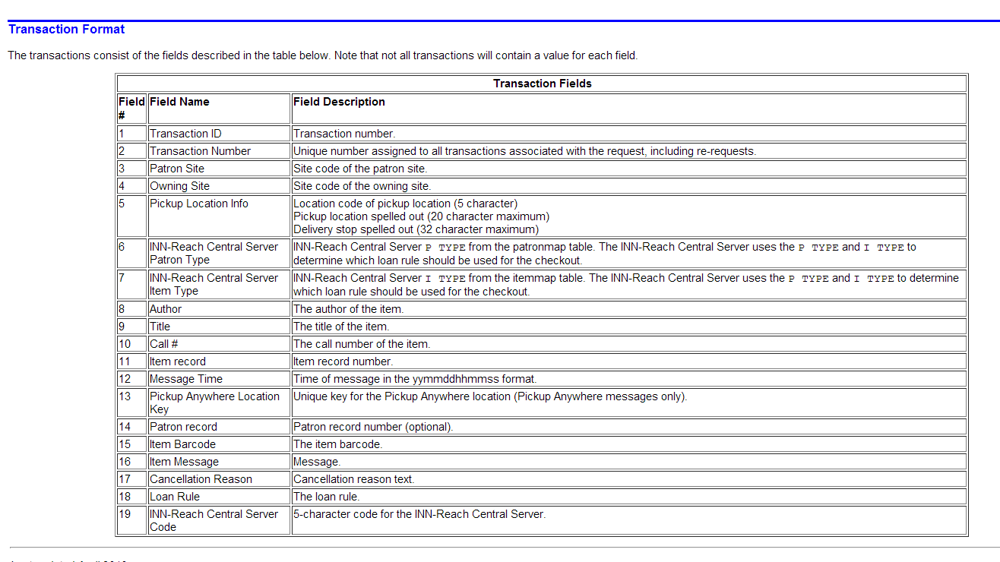 Transaction Format
The transactions consist of the fields described in the table below. Note that not all transactions will contain a value for each field.
Transaction Fields
Field # Field Name Field Description
1 Transaction ID Transaction number.
2 Transaction Number Unique number assigned to all transactions associated with the request, including re-requests.
3 Patron Site Site code of the patron site.
4 Owning Site Site code of the owning site.
5 Pickup Location Info Location code of pickup location (5 character)
Pickup location spelled out (20 character maximum)
Delivery stop spelled out (32 character maximum)
6 INN-Reach Central Server Patron Type INN-Reach Central Server P TYPE from the patronmap table. The INN-Reach Central Server uses the P TYPE and I TYPE to
determine which loan rule should be used for the checkout.
7 INN-Reach Central Server Item Type INN-Reach Central Server I TYPE from the itemmap table. The INN-Reach Central Server uses the P TYPE and I TYPE to determine
which loan rule should be used for the checkout.
8 Author The author of the item.
9 Title The title of the item.
10 Call # The call number of the item.
11 Item record Item record number.
12 Message Time Time of message in the yymmddhhmmss format.
13 Pickup Anywhere Location Key Unique key for the Pickup Anywhere location (Pickup Anywhere messages only).
14 Patron record Patron record number (optional).
15 Item Barcode The item barcode.
16 Item Message Message.
17 Cancellation Reason Cancellation reason text.
18 Loan Rule The loan rule.
19 INN-Reach Central Server Code 5-character code for the INN-Reach Central Server.